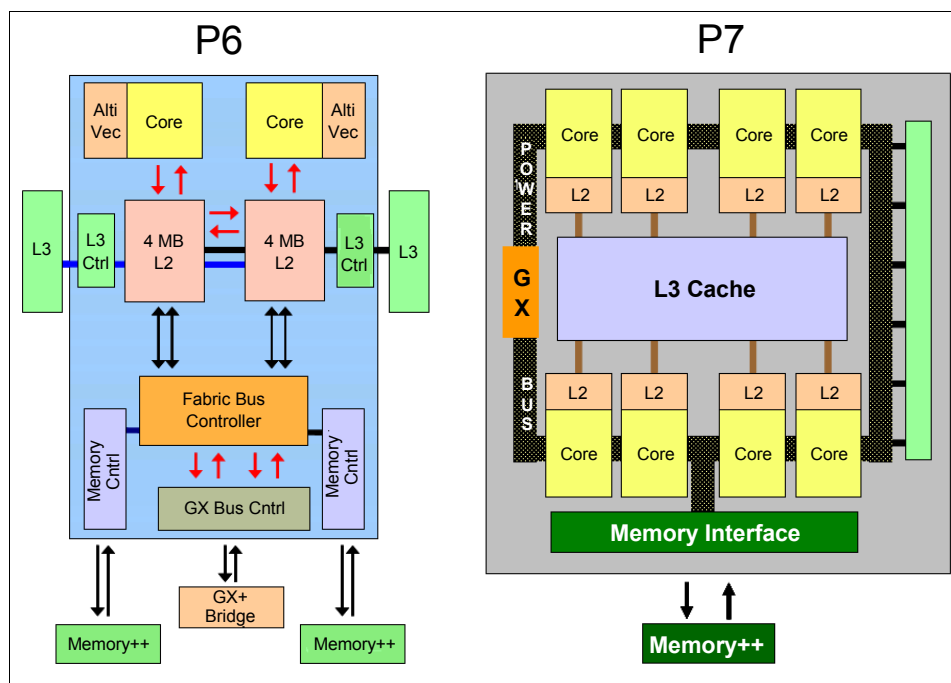 P6
P7
Alti
Vec
Core
Core
Alti
Vec
L3
L3
Ctrl
4 MB
L2
4 MB
L2
L3
Ctrl
L3
Fabric Bus
Controller
Memory
Cntrl
Memory
Cntrl
GX Bus Cntrl
GX+
Bridge
Memory++
Memory++
Core
Core
Core
Core
L2
L2
L2
L2
POWER
GX
BUS
L3 Cache
L2
L2
L2
L2
Core
Core
Core
Core
Memory Interface
Memory++